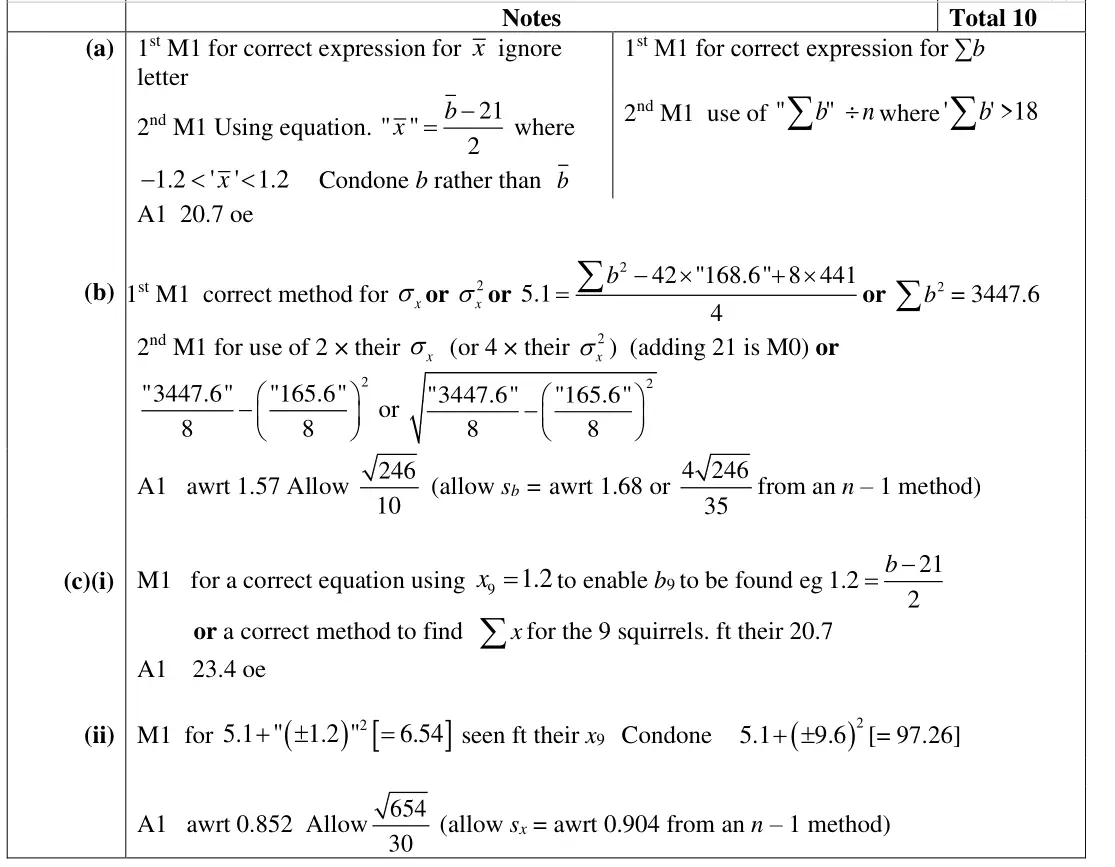 Notes Total 10
(a) 1st M1 for correct expression for x̅ ignore letter
2nd M1 Using equation. "x̅" = (b̅ − 21)/2 where
−1.2 < 'x̅' < 1.2 Condone b rather than b̅
1st M1 for correct expression for ∑b
2nd M1 use of "∑b" ÷ n where '∑b' >18
A1 20.7 oe
(b) 1st M1 correct method for σₓ or σₓ² or 5.1 = (∑b² − 42 × "168.6" + 8 × 441)/4 or ∑b² = 3447.6
2nd M1 for use of 2 × their σₓ (or 4 × their σₓ²) (adding 21 is M0) or
"3447.6"/8 − ("165.6"/8)² or √("3447.6"/8 − ("165.6"/8)²)
A1 awrt 1.57 Allow √246/10 (allow s_b = awrt 1.68 or 4√246/35 from an n – 1 method)
(c)(i) M1 for a correct equation using x₉ = 1.2 to enable b₉ to be found eg 1.2 = (b − 21)/2
or a correct method to find ∑x for the 9 squirrels. ft their 20.7
A1 23.4 oe
(ii) M1 for 5.1 + "(±1.2)"² [= 6.54] seen ft their x₉ Condone 5.1 + (±9.6)² [= 97.26]
A1 awrt 0.852 Allow √654/30 (allow sₓ = awrt 0.904 from an n – 1 method)